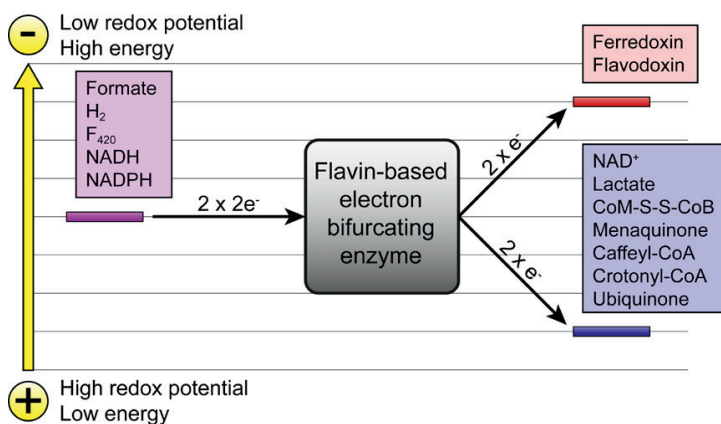 -
Low redox potential
High energy
Ferredoxin
Flavodoxin
Formate
H₂
F₄₂₀
NADH
NADPH
2 x 2e⁻
Flavin-based
electron
bifurcating
enzyme
2 x e⁻
2 x e⁻
NAD⁺
Lactate
CoM-S-S-CoB
Menaquinone
Caffeyl-CoA
Crotonyl-CoA
Ubiquinone
+
High redox potential
Low energy